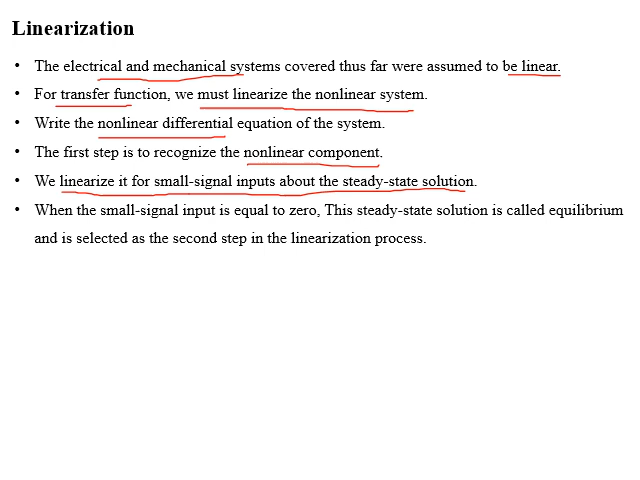 Linearization
• The electrical and mechanical systems covered thus far were assumed to be linear.
• For transfer function, we must linearize the nonlinear system.
• Write the nonlinear differential equation of the system.
• The first step is to recognize the nonlinear component.
• We linearize it for small-signal inputs about the steady-state solution.
• When the small-signal input is equal to zero, This steady-state solution is called equilibrium
and is selected as the second step in the linearization process.